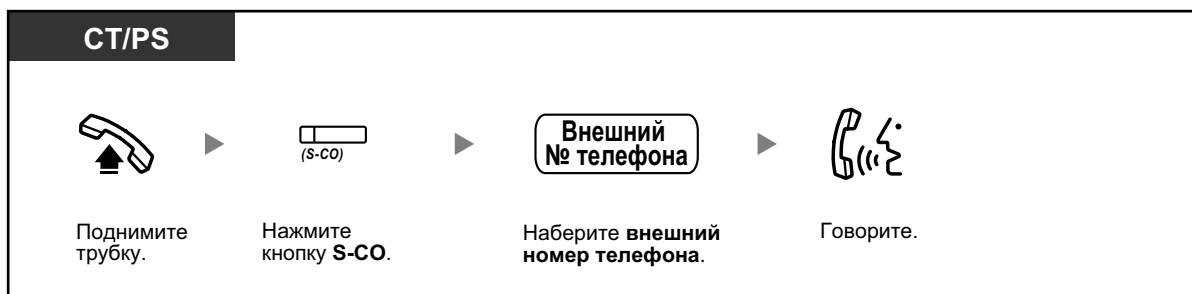 CT/PS
(S-CO)
Внешний
№ телефона
Поднимите
трубку.
Нажмите
кнопку S-CO.
Наберите внешний
номер телефона.
Говорите.